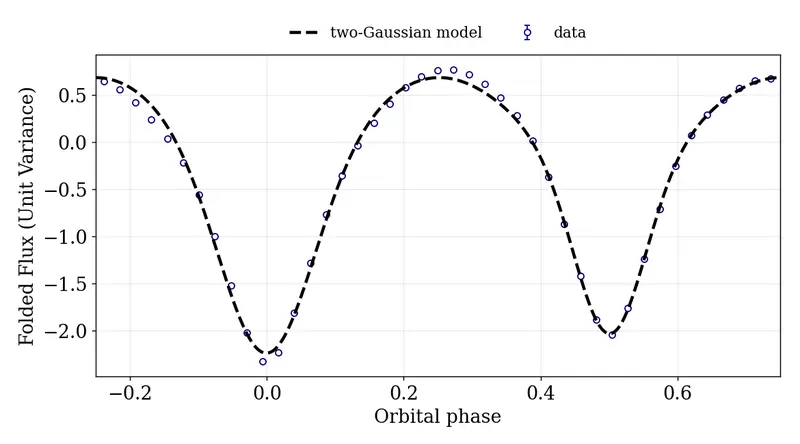 two-Gaussian model
data
Folded Flux (Unit Variance)
0.5
0.0
−0.5
−1.0
−1.5
−2.0
−0.2
0.0
0.2
0.4
0.6
Orbital phase